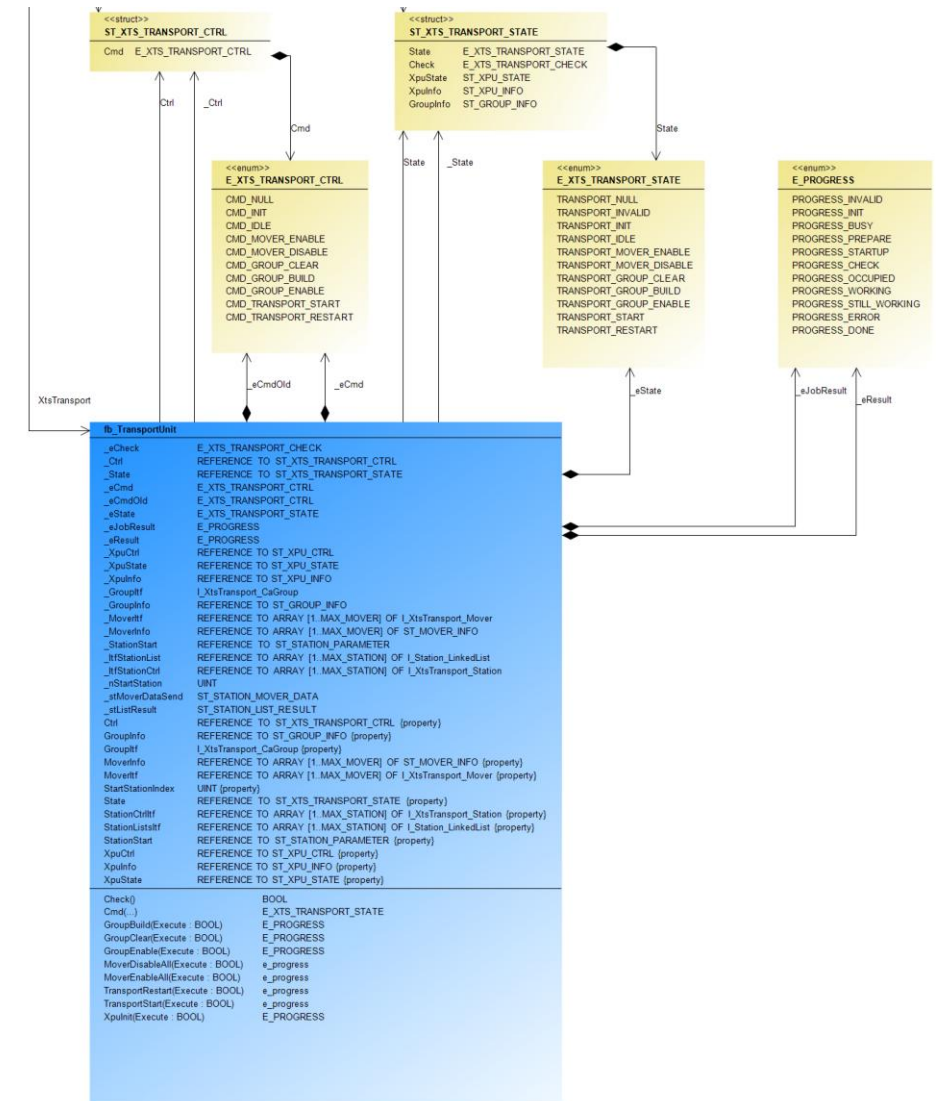 <<struct>>
ST_XTS_TRANSPORT_CTRL
Cmd E_XTS_TRANSPORT_CTRL
<<struct>>
ST_XTS_TRANSPORT_STATE
State E_XTS_TRANSPORT_STATE
Check E_XTS_TRANSPORT_CHECK
XpuState ST_XPU_STATE
XpuInfo ST_XPU_INFO
GroupInfo ST_GROUP_INFO
Ctrl
_Ctrl
Cmd
State
_State
State
<<enum>>
E_XTS_TRANSPORT_CTRL
CMD_NULL
CMD_INIT
CMD_IDLE
CMD_MOVER_ENABLE
CMD_MOVER_DISABLE
CMD_GROUP_CLEAR
CMD_GROUP_BUILD
CMD_GROUP_ENABLE
CMD_TRANSPORT_START
CMD_TRANSPORT_RESTART
<<enum>>
E_XTS_TRANSPORT_STATE
TRANSPORT_NULL
TRANSPORT_INVALID
TRANSPORT_INIT
TRANSPORT_IDLE
TRANSPORT_MOVER_ENABLE
TRANSPORT_MOVER_DISABLE
TRANSPORT_GROUP_CLEAR
TRANSPORT_GROUP_BUILD
TRANSPORT_GROUP_ENABLE
TRANSPORT_START
TRANSPORT_RESTART
<<enum>>
E_PROGRESS
PROGRESS_INVALID
PROGRESS_INIT
PROGRESS_BUSY
PROGRESS_PREPARE
PROGRESS_STARTUP
PROGRESS_CHECK
PROGRESS_OCCUPIED
PROGRESS_WORKING
PROGRESS_STILL_WORKING
PROGRESS_ERROR
PROGRESS_DONE
_eCmdOld
_eCmd
_eState
_eJobResult
_eResult
XtsTransport
fb_TransportUnit
_eCheck E_XTS_TRANSPORT_CHECK
_Ctrl REFERENCE TO ST_XTS_TRANSPORT_CTRL
_State REFERENCE TO ST_XTS_TRANSPORT_STATE
_eCmd E_XTS_TRANSPORT_CTRL
_eCmdOld E_XTS_TRANSPORT_CTRL
_eState E_XTS_TRANSPORT_STATE
_eJobResult E_PROGRESS
_eResult E_PROGRESS
_XpuCtrl REFERENCE TO ST_XPU_CTRL
_XpuState REFERENCE TO ST_XPU_STATE
_XpuInfo REFERENCE TO ST_XPU_INFO
_GroupItf I_XtsTransport_CaGroup
_GroupInfo REFERENCE TO ST_GROUP_INFO
_MoverItf REFERENCE TO ARRAY [1..MAX_MOVER] OF I_XtsTransport_Mover
_MoverInfo REFERENCE TO ARRAY [1..MAX_MOVER] OF ST_MOVER_INFO
_StationStart REFERENCE TO ST_STATION_PARAMETER
_ItfStationList REFERENCE TO ARRAY [1..MAX_STATION] OF I_Station_LinkedList
_ItfStationCtrl REFERENCE TO ARRAY [1..MAX_STATION] OF I_XtsTransport_Station
_nStartStation UINT
_stMoverDataSend ST_STATION_MOVER_DATA
_stListResult ST_STATION_LIST_RESULT
Ctrl REFERENCE TO ST_XTS_TRANSPORT_CTRL {property}
GroupInfo REFERENCE TO ST_GROUP_INFO {property}
GroupItf I_XtsTransport_CaGroup {property}
MoverInfo REFERENCE TO ARRAY [1..MAX_MOVER] OF ST_MOVER_INFO {property}
MoverItf REFERENCE TO ARRAY [1..MAX_MOVER] OF I_XtsTransport_Mover {property}
StartStationIndex UINT {property}
State REFERENCE TO ST_XTS_TRANSPORT_STATE {property}
StationCtrlItf REFERENCE TO ARRAY [1..MAX_STATION] OF I_XtsTransport_Station {property}
StationListsItf REFERENCE TO ARRAY [1..MAX_STATION] OF I_Station_LinkedList {property}
StationStart REFERENCE TO ST_STATION_PARAMETER {property}
XpuCtrl REFERENCE TO ST_XPU_CTRL {property}
XpuInfo REFERENCE TO ST_XPU_INFO {property}
XpuState REFERENCE TO ST_XPU_STATE {property}
Check() BOOL
Cmd(...) E_XTS_TRANSPORT_STATE
GroupBuild(Execute : BOOL) E_PROGRESS
GroupClear(Execute : BOOL) E_PROGRESS
GroupEnable(Execute : BOOL) E_PROGRESS
MoverDisableAll(Execute : BOOL) e_progress
MoverEnableAll(Execute : BOOL) e_progress
TransportRestart(Execute : BOOL) e_progress
TransportStart(Execute : BOOL) e_progress
XpuInit(Execute : BOOL) E_PROGRESS